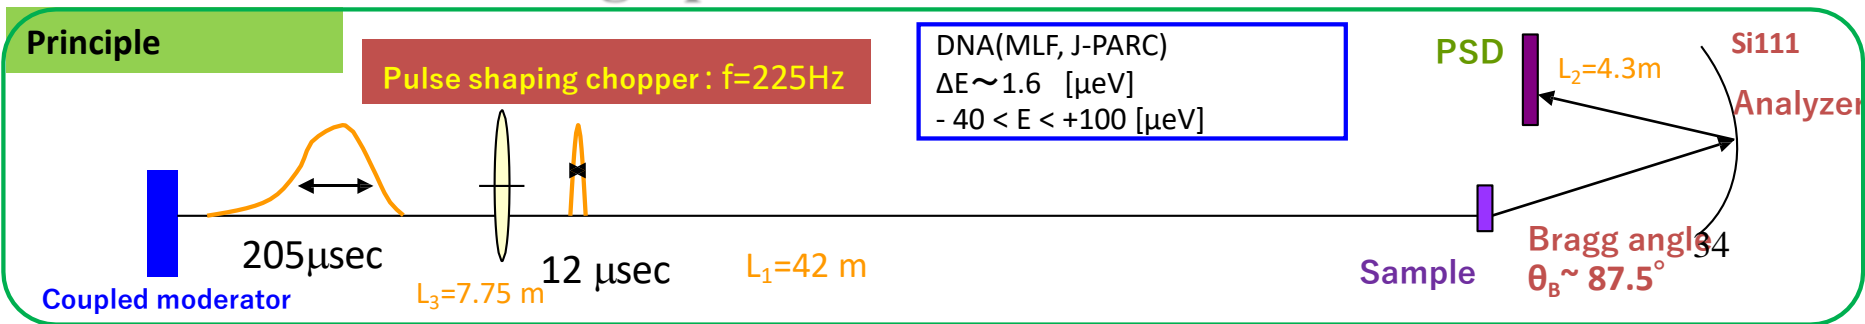 Principle
Pulse shaping chopper : f=225Hz
DNA(MLF, J-PARC)
ΔE～1.6 [μeV]
- 40 < E < +100 [μeV]
PSD
L₂=4.3m
Si111
Analyzer
205μsec
12 μsec
L₃=7.75 m
L₁=42 m
Coupled moderator
Sample
Bragg angle
θB~ 87.5°
34